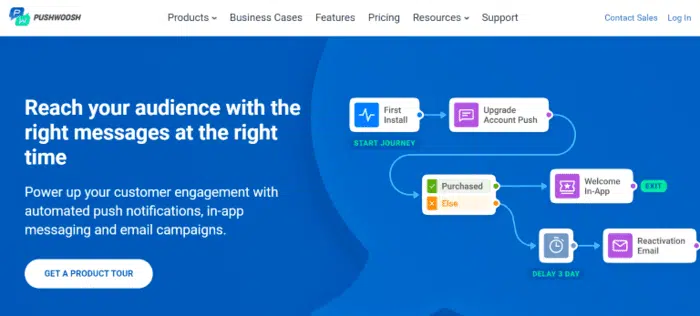 PUSHWOOSH
Products Business Cases Features Pricing Resources Support
Contact Sales Log In
Reach your audience with the
right messages at the right
time
Power up your customer engagement with
automated push notifications, in-app
messaging and email campaigns.
GET A PRODUCT TOUR
First
Install
START JOURNEY
Upgrade
Account Push
Purchased
Else
Welcome
In-App
EXIT
DELAY 3 DAY
Reactivation
Email